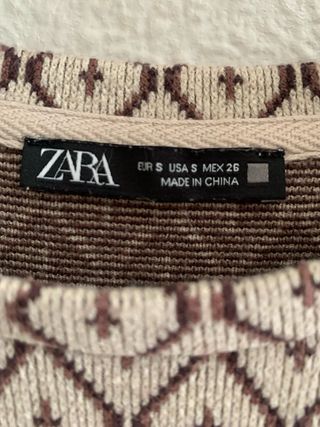 ZARA
EUR S USA S MEX 26
MADE IN CHINA